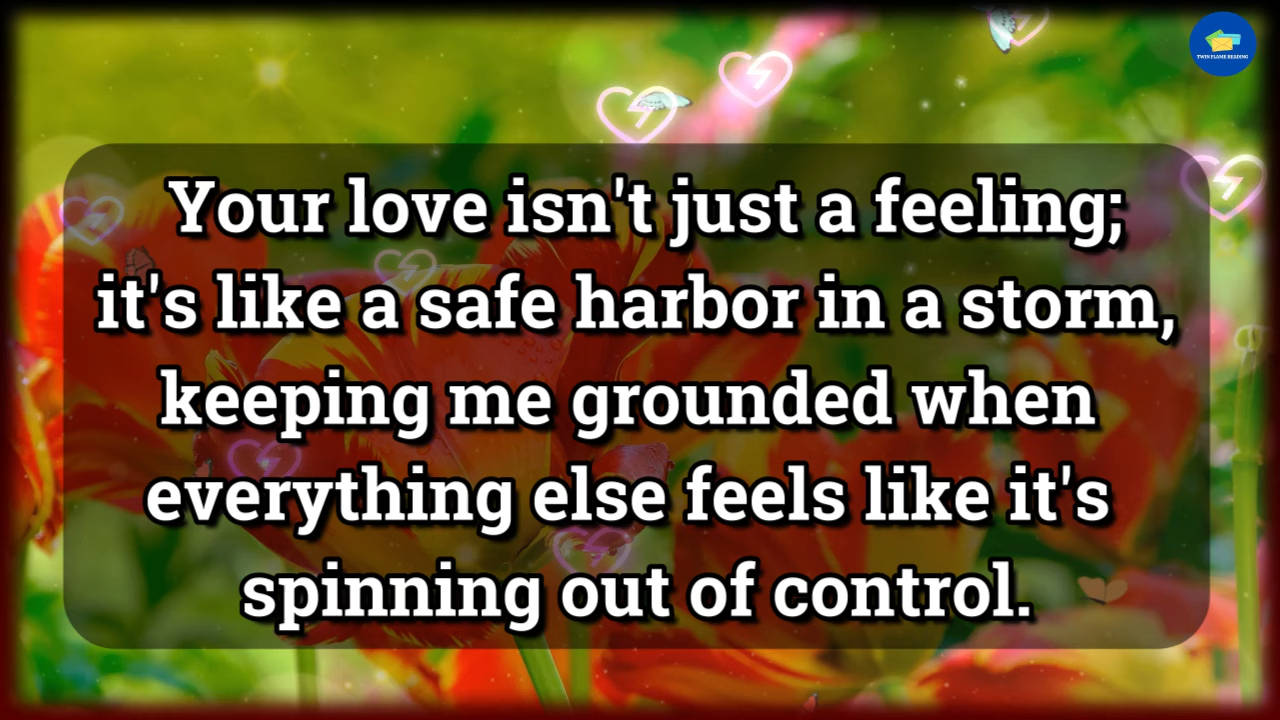 TWIN FLAME READING
Your love isn't just a feeling;
it's like a safe harbor in a storm,
keeping me grounded when
everything else feels like it's
spinning out of control.